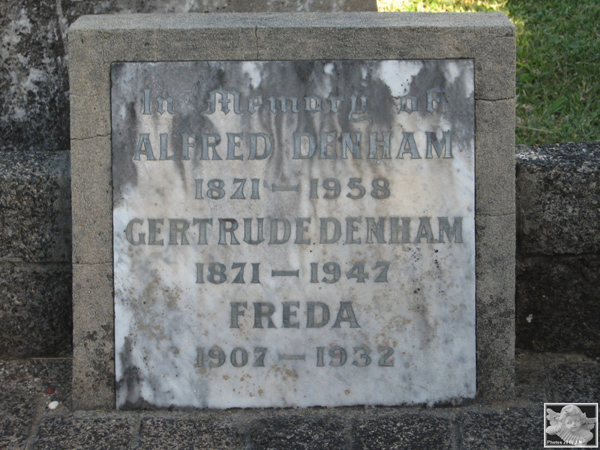 In Memory of
ALFRED DENHAM
1871 — 1958
GERTRUDE DENHAM
1871 — 1947
FREDA
1907 — 1932